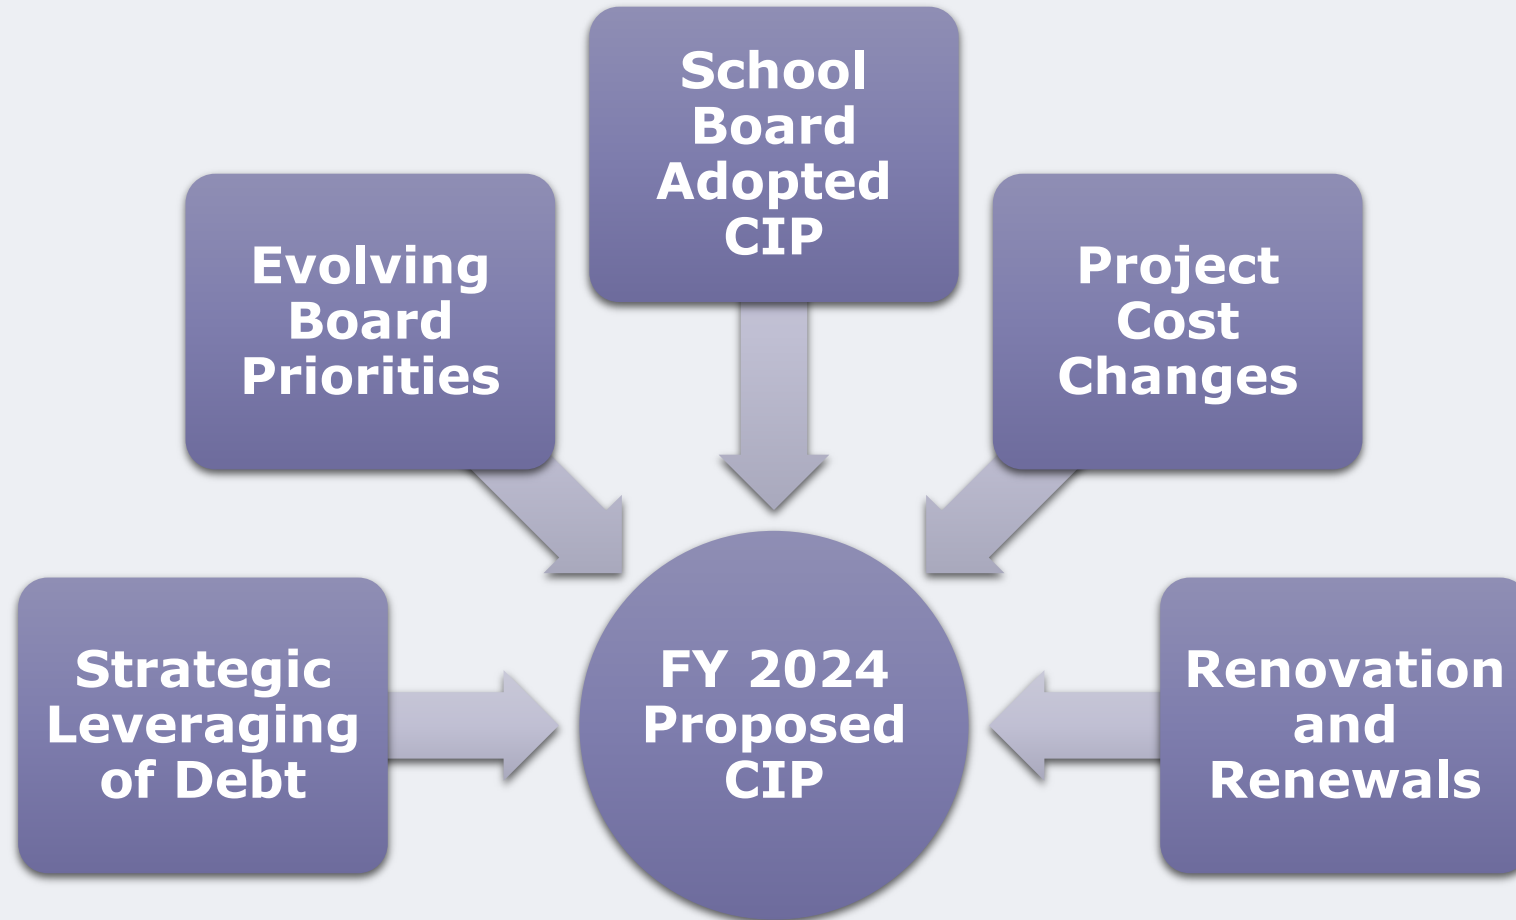 School
Board
Adopted
CIP
Evolving
Board
Priorities
Project
Cost
Changes
Strategic
Leveraging
of Debt
FY 2024
Proposed
CIP
Renovation
and
Renewals